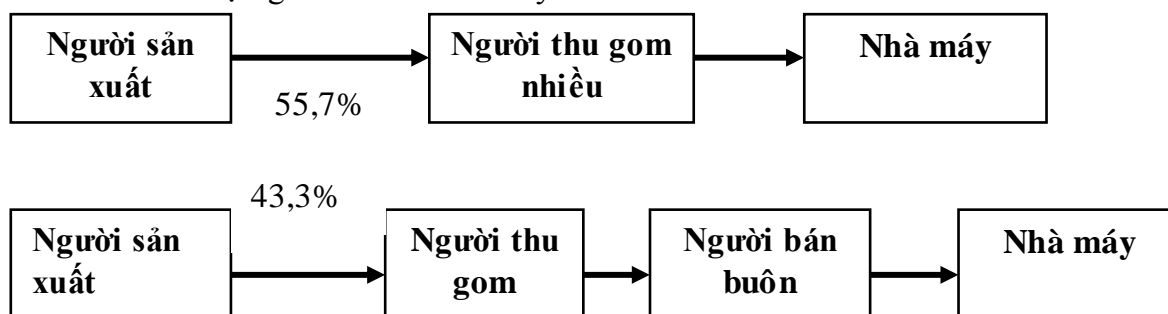 Người sản
xuất
55,7%
Người thu gom
nhiều
Nhà máy
43,3%
Người sản
xuất
Người thu
gom
Người bán
buôn
Nhà máy